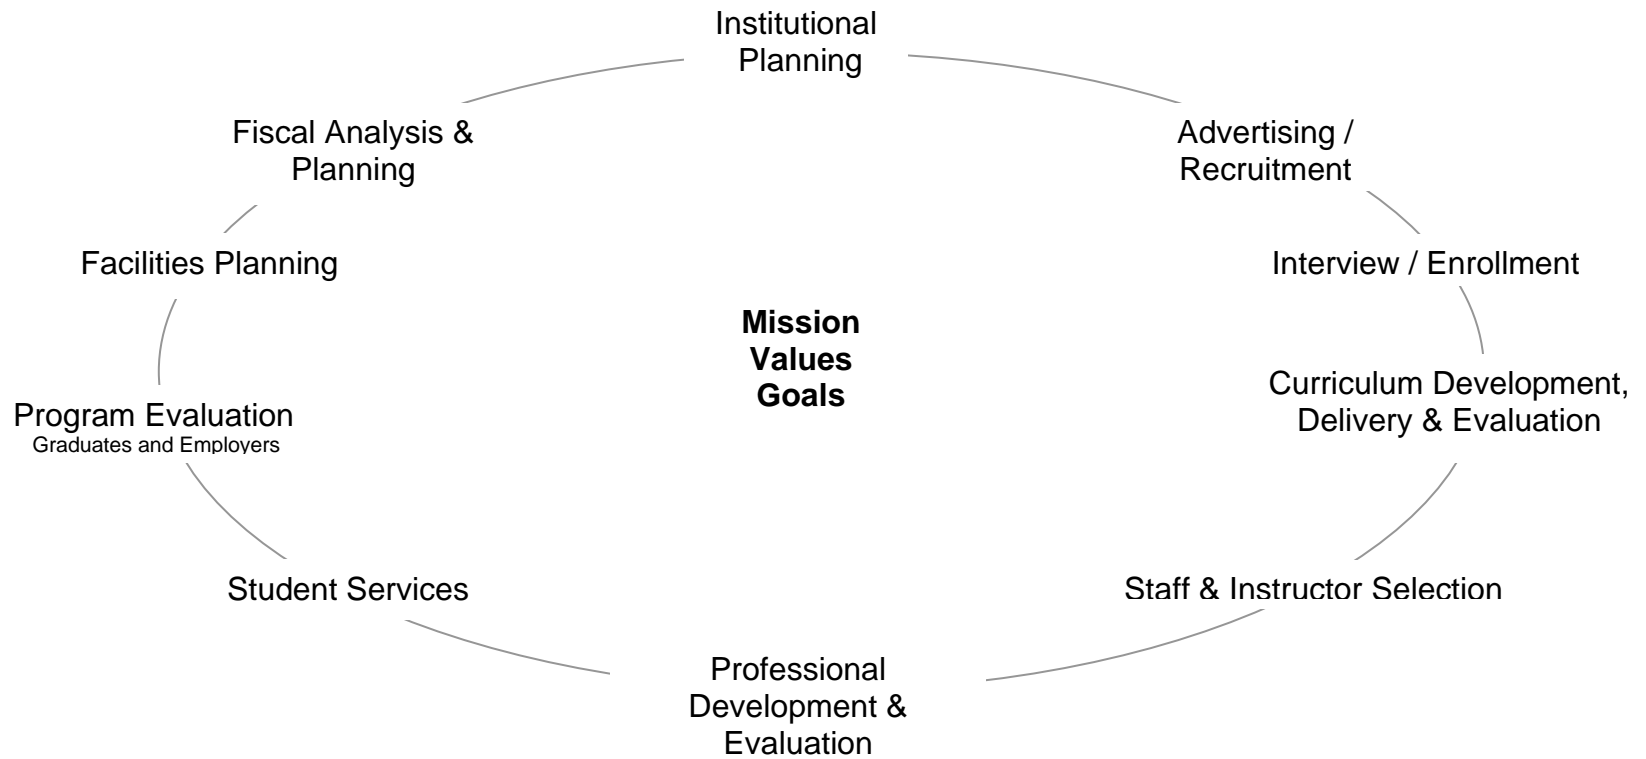 Institutional
Planning
Fiscal Analysis &
Planning
Advertising /
Recruitment
Facilities Planning
Interview / Enrollment
Mission
Values
Goals
Curriculum Development,
Delivery & Evaluation
Program Evaluation
Graduates and Employers
Student Services
Staff & Instructor Selection
Professional
Development &
Evaluation